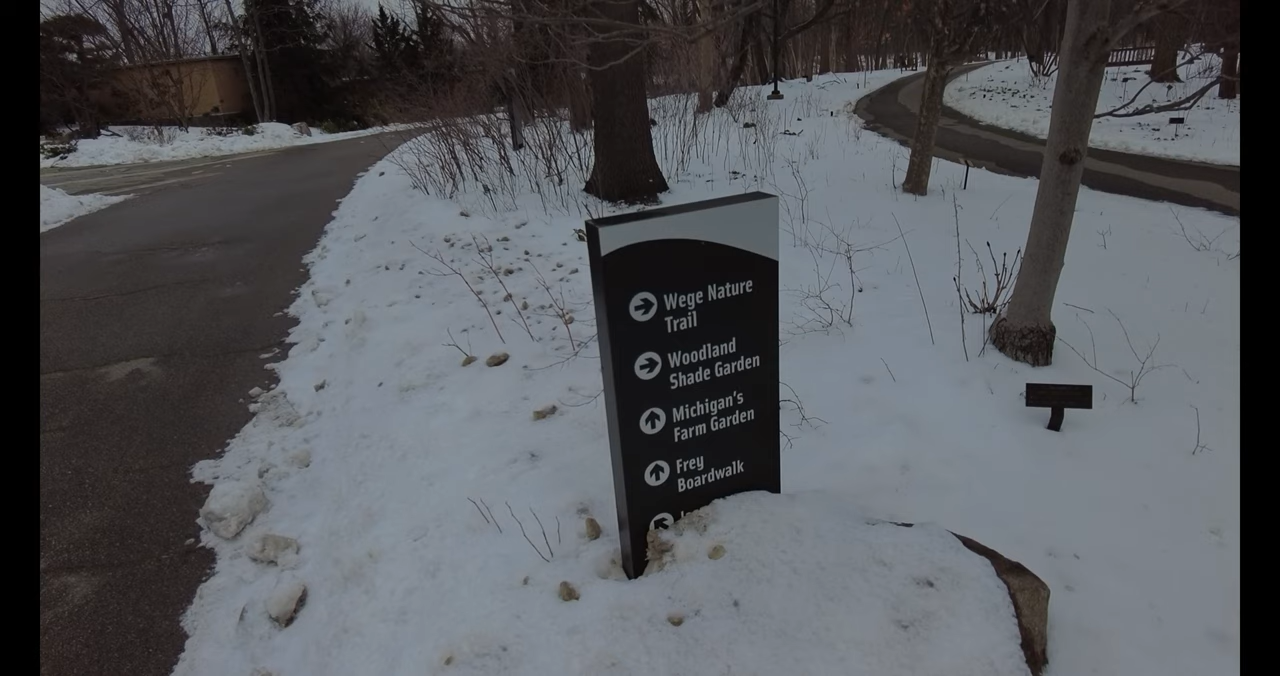 Wege Nature
Trail
Woodland
Shade Garden
Michigan's
Farm Garden
Frey
Boardwalk